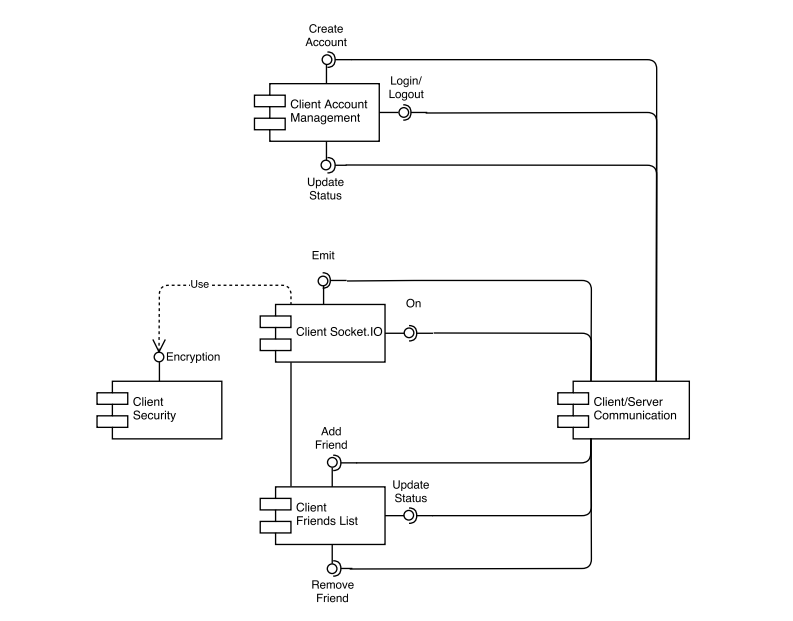 Create
Account
Login/
Logout
Client Account
Management
Update
Status
Emit
Use
On
Client Socket.IO
Encryption
Client
Security
Client/Server
Communication
Add
Friend
Update
Status
Client
Friends List
Remove
Friend